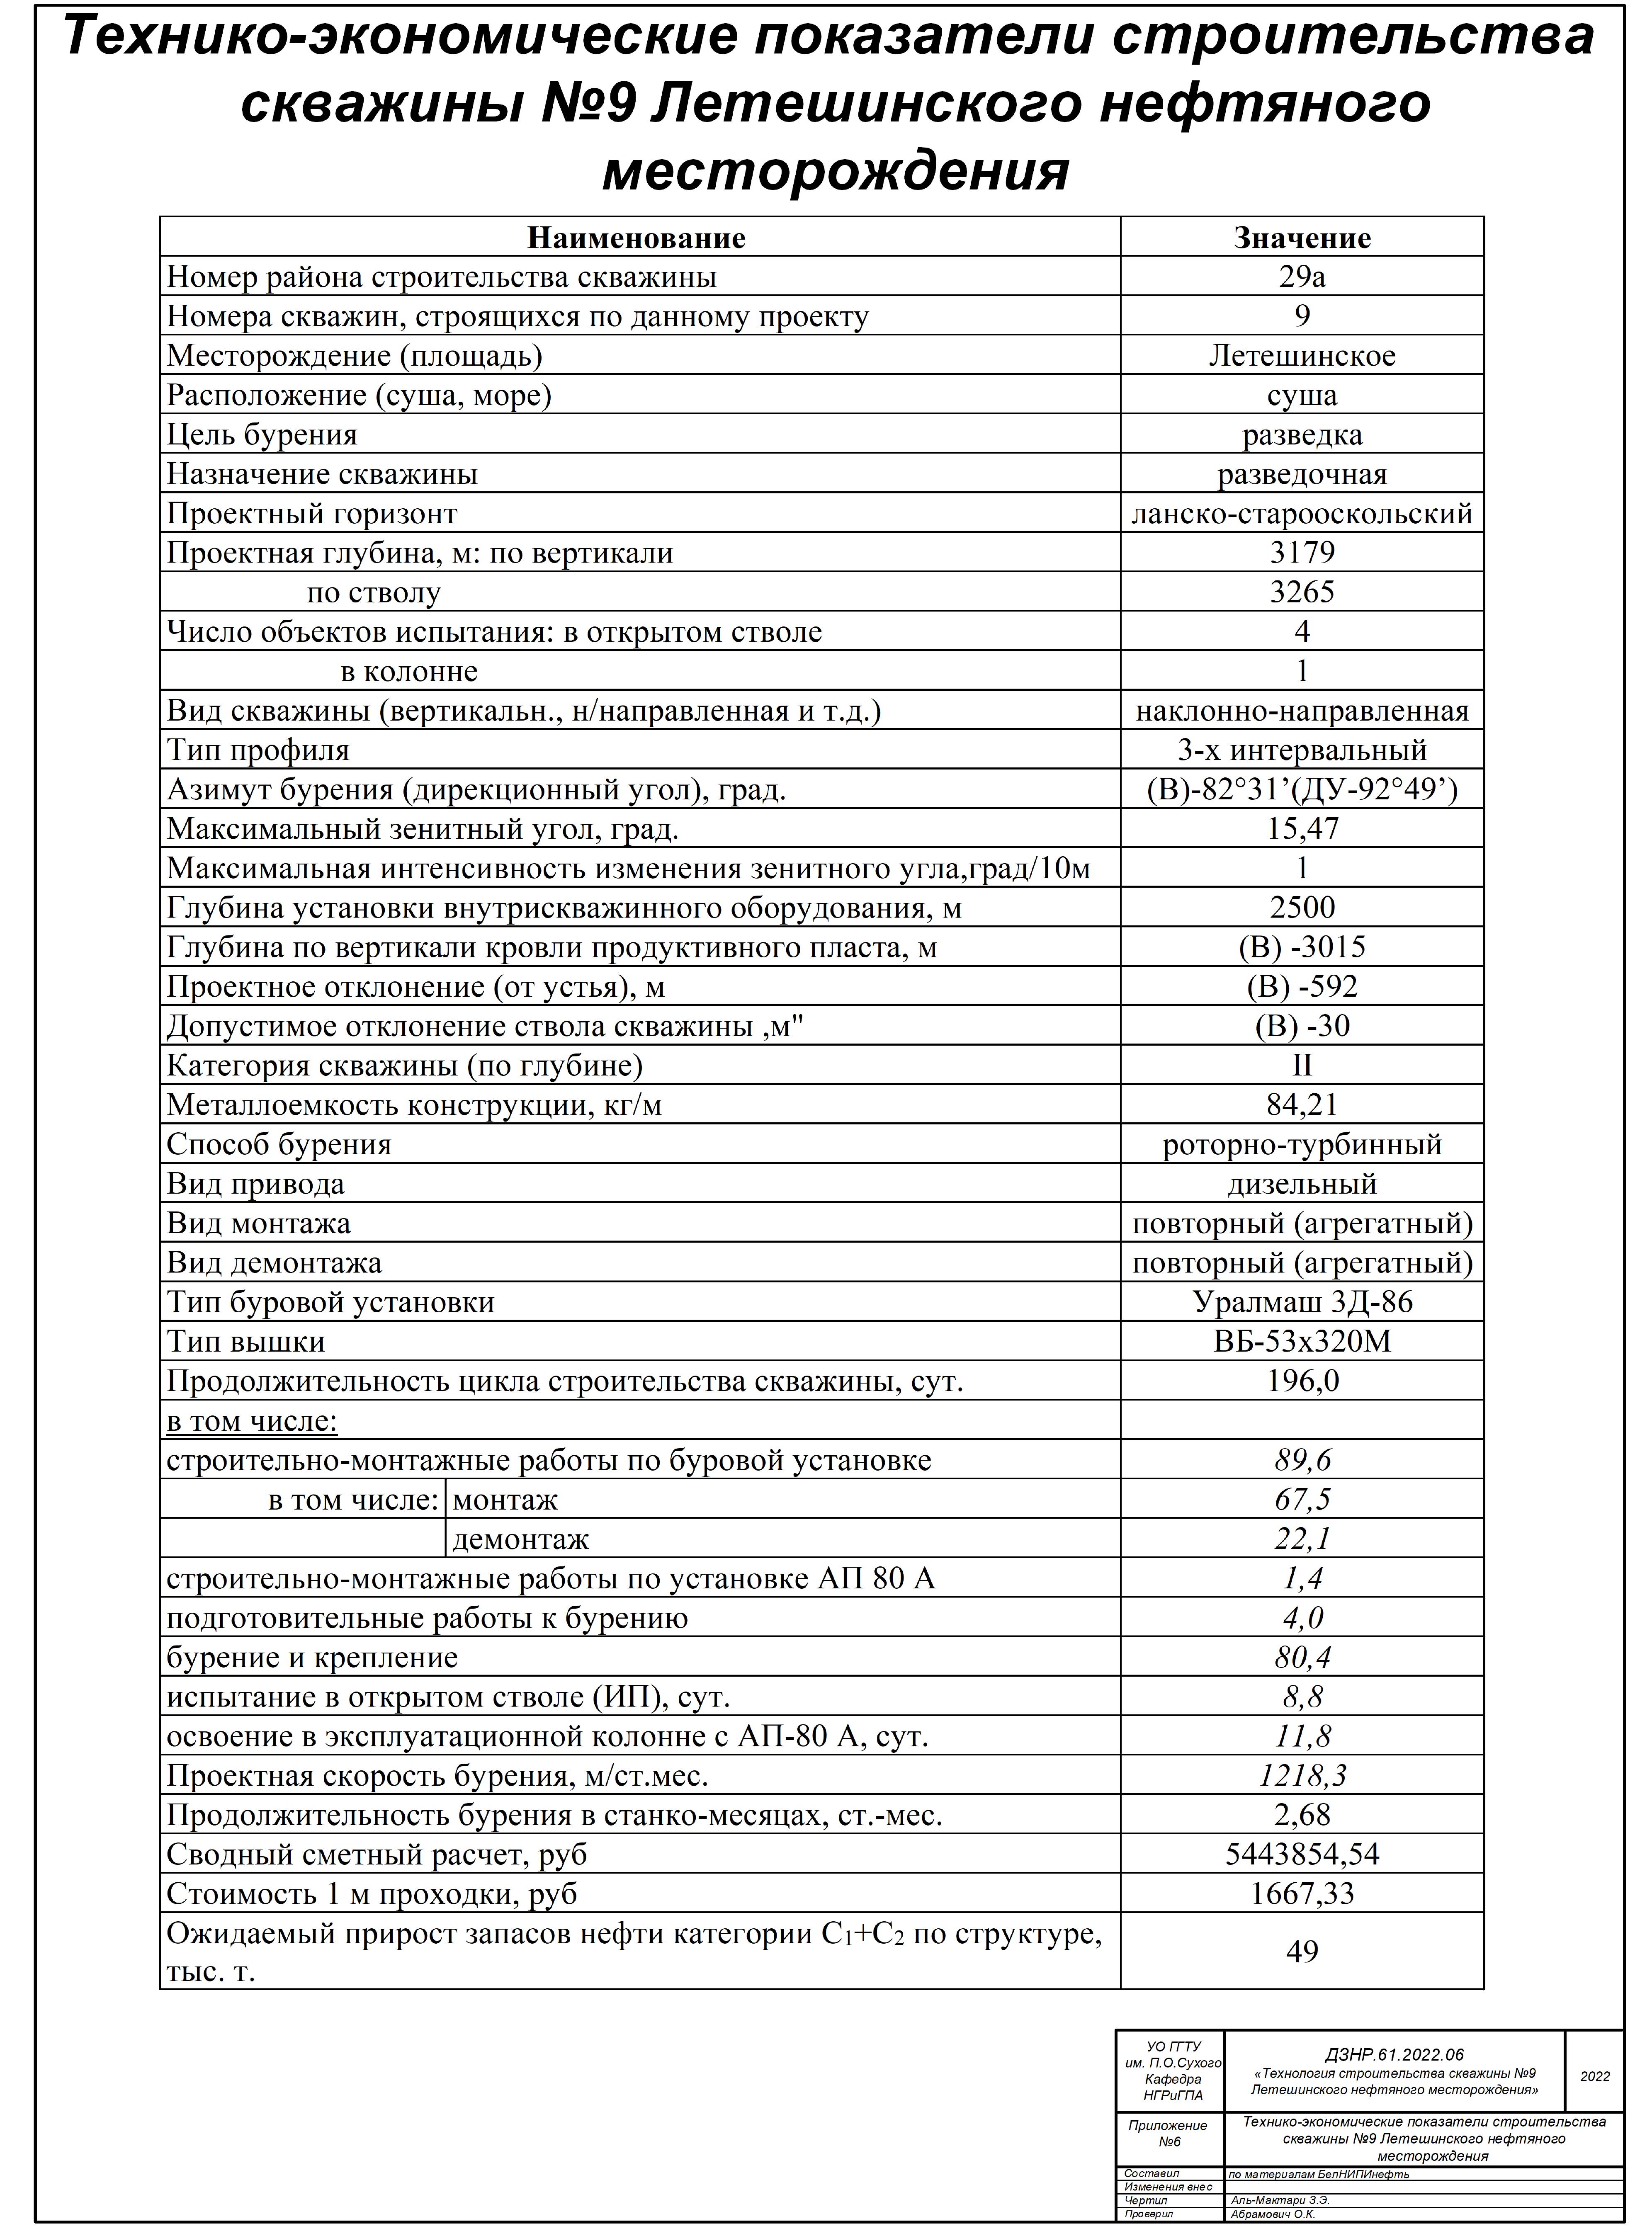 Технико-экономические показатели строительства
скважины №9 Летешинского нефтяного
месторождения
Наименование Значение
Номер района строительства скважины 29а
Номера скважин, строящихся по данному проекту 9
Месторождение (площадь) Летешинское
Расположение (суша, море) суша
Цель бурения разведка
Назначение скважины разведочная
Проектный горизонт ланско-старооскольский
Проектная глубина, м: по вертикали 3179
по стволу 3265
Число объектов испытания: в открытом стволе 4
в колонне 1
Вид скважины (вертикальн., н/направленная и т.д.) наклонно-направленная
Тип профиля 3-х интервальный
Азимут бурения (дирекционный угол), град. (В)-82°31’(ДУ-92°49’)
Максимальный зенитный угол, град. 15,47
Максимальная интенсивность изменения зенитного угла,град/10м 1
Глубина установки внутрискважинного оборудования, м 2500
Глубина по вертикали кровли продуктивного пласта, м (В) -3015
Проектное отклонение (от устья), м (В) -592
Допустимое отклонение ствола скважины ,м" (В) -30
Категория скважины (по глубине) II
Металлоемкость конструкции, кг/м 84,21
Способ бурения роторно-турбинный
Вид привода дизельный
Вид монтажа повторный (агрегатный)
Вид демонтажа повторный (агрегатный)
Тип буровой установки Уралмаш 3Д-86
Тип вышки ВБ-53х320М
Продолжительность цикла строительства скважины, сут. 196,0
в том числе:
строительно-монтажные работы по буровой установке 89,6
в том числе: монтаж 67,5
демонтаж 22,1
строительно-монтажные работы по установке АП 80 А 1,4
подготовительные работы к бурению 4,0
бурение и крепление 80,4
испытание в открытом стволе (ИП), сут. 8,8
освоение в эксплуатационной колонне с АП-80 А, сут. 11,8
Проектная скорость бурения, м/ст.мес. 1218,3
Продолжительность бурения в станко-месяцах, ст.-мес. 2,68
Сводный сметный расчет, руб 5443854,54
Стоимость 1 м проходки, руб 1667,33
Ожидаемый прирост запасов нефти категории С1+С2 по структуре,
тыс. т. 49
УО ГГТУ
им. П.О.Сухого
Кафедра
НГРиГПА
ДЗНР.61.2022.06
«Технология строительства скважины №9
Летешинского нефтяного месторождения»
2022
Приложение
№6
Технико-экономические показатели строительства
скважины №9 Летешинского нефтяного
месторождения
Составил по материалам БелНИПИнефть
Изменения внес
Чертил Аль-Мактари З.Э.
Проверил Абрамович О.К.